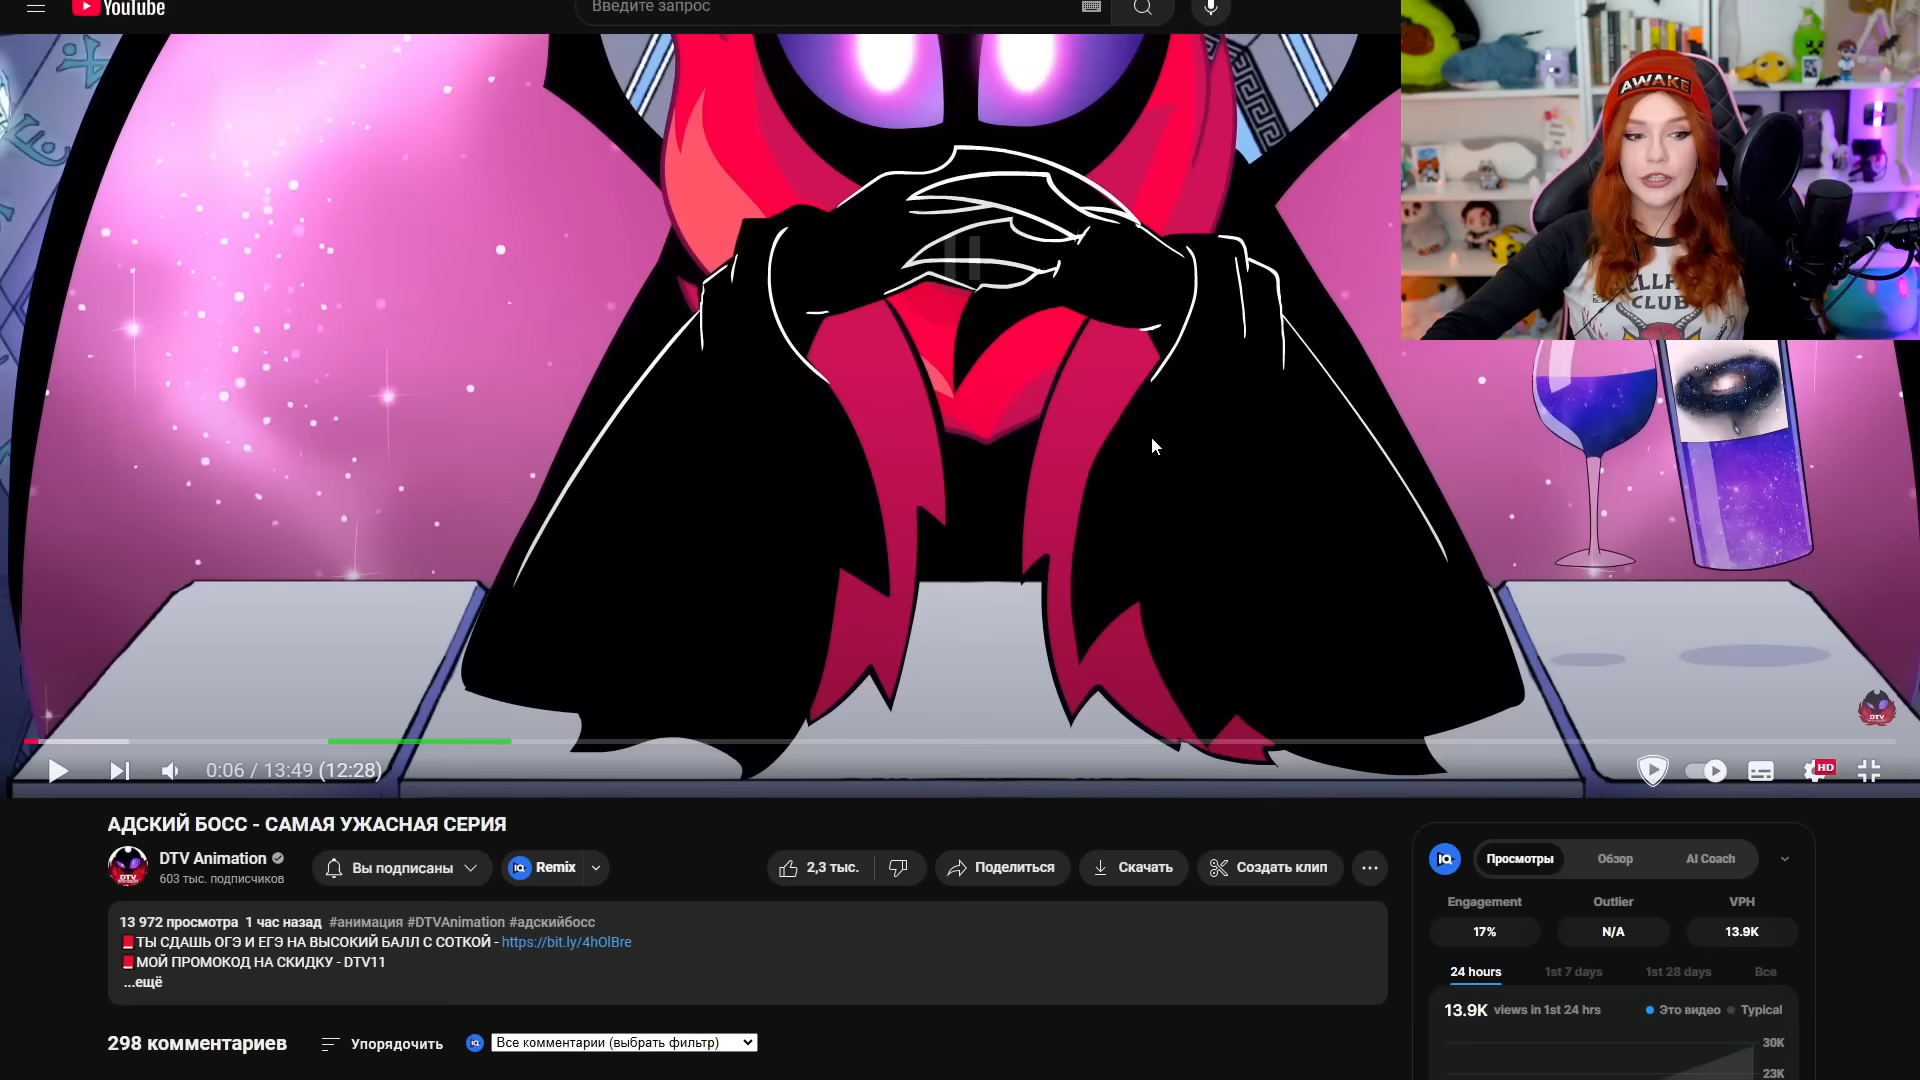 YouTube
Введите запрос
AWAKE
CLUB
DTV
0:06 / 13:49 (12:28)
HD
АДСКИЙ БОСС - САМАЯ УЖАСНАЯ СЕРИЯ
DTV Animation
603 тыс. подписчиков
Вы подписаны
IQ Remix
2,3 тыс.
Поделиться
Скачать
Создать клип
13 972 просмотра 1 час назад #анимация #DTVAnimation #адскийбосс
ТЫ СДАШЬ ОГЭ И ЕГЭ НА ВЫСОКИЙ БАЛЛ С СОТКОЙ - https://bit.ly/4hOlBre
МОЙ ПРОМОКОД НА СКИДКУ - DTV11
...ещё
298 комментариев
Упорядочить
IQ
Все комментарии (выбрать фильтр)
IQ
Просмотры
Обзор
AI Coach
Engagement
Outlier
VPH
17%
N/A
13.9K
24 hours
1st 7 days
1st 28 days
Все
13.9K views in 1st 24 hrs
Это видео
Typical
30K
23K